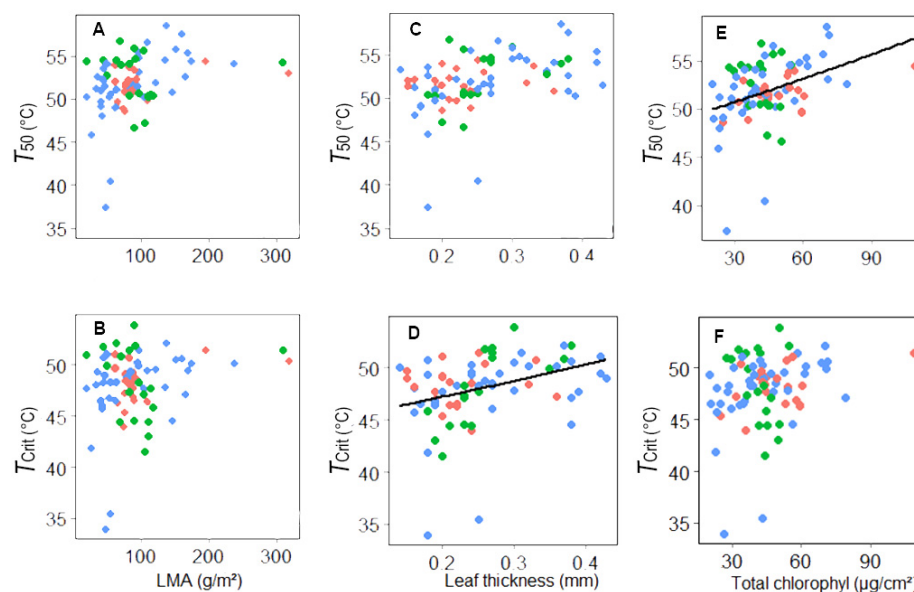 A
C
E
T50 (°C)
55
50
45
40
35
T50 (°C)
55
50
45
40
35
T50 (°C)
55
50
45
40
100
200
300
0.2
0.3
0.4
30
60
90
B
D
F
TCrit (°C)
50
45
40
35
TCrit (°C)
50
45
40
35
TCrit (°C)
50
45
40
35
100
200
300
0.2
0.3
0.4
30
60
90
LMA (g/m²)
Leaf thickness (mm)
Total chlorophyl (µg/cm²)